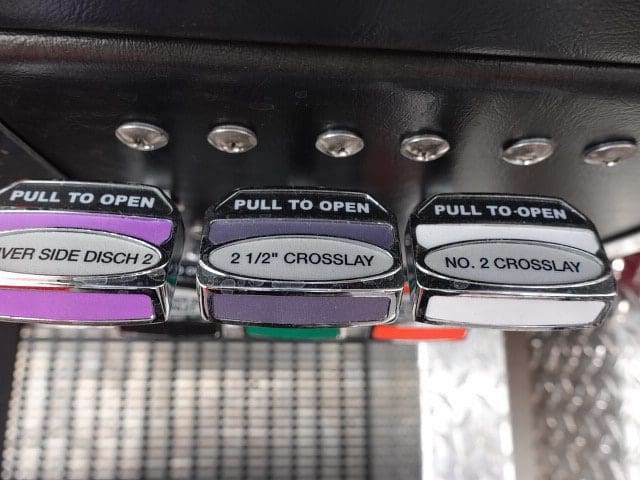 PULL TO OPEN
IVER SIDE DISCH 2
PULL TO OPEN
2 1/2" CROSSLAY
PULL TO-OPEN
NO. 2 CROSSLAY